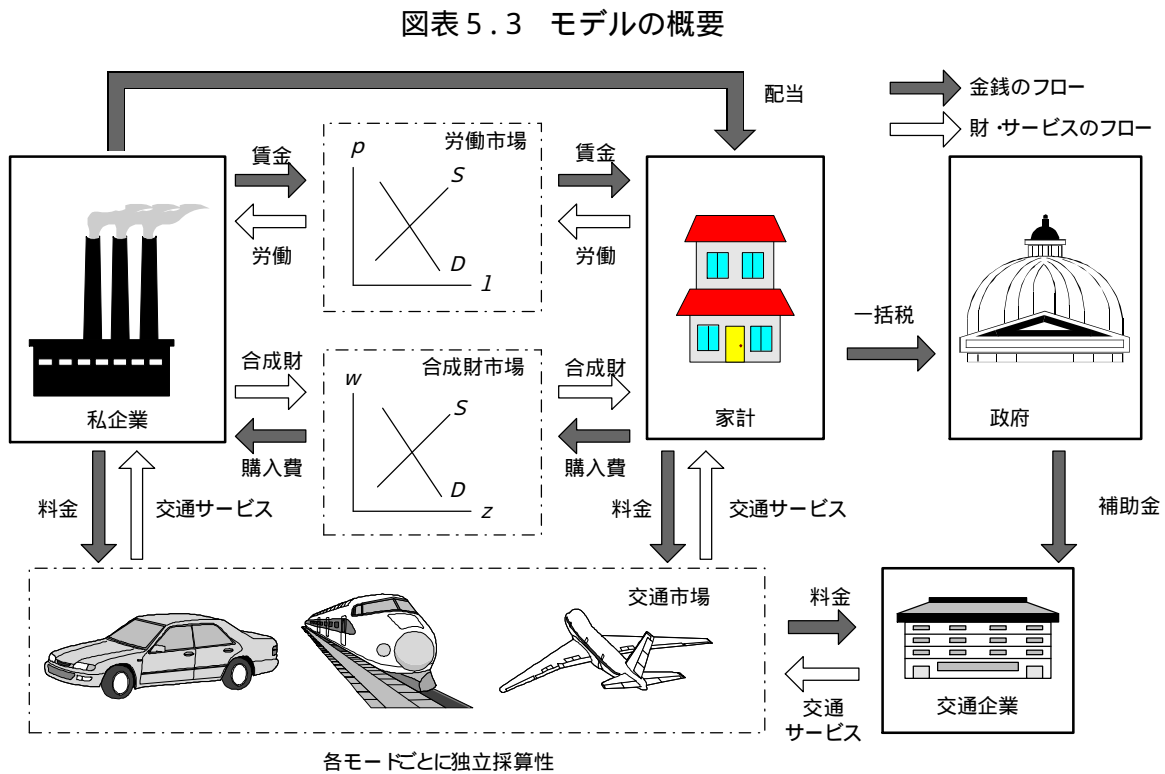 図表5.3 モデルの概要
配当
金銭のフロー
財・サービスのフロー
賃金
労働
p
労働市場
S
D
l
賃金
労働
合成財
購入費
w
合成財市場
S
D
z
合成財
購入費
私企業
家計
一括税
政府
料金
交通サービス
料金
交通サービス
補助金
交通市場
料金
交通
サービス
交通企業
各モードごとに独立採算性